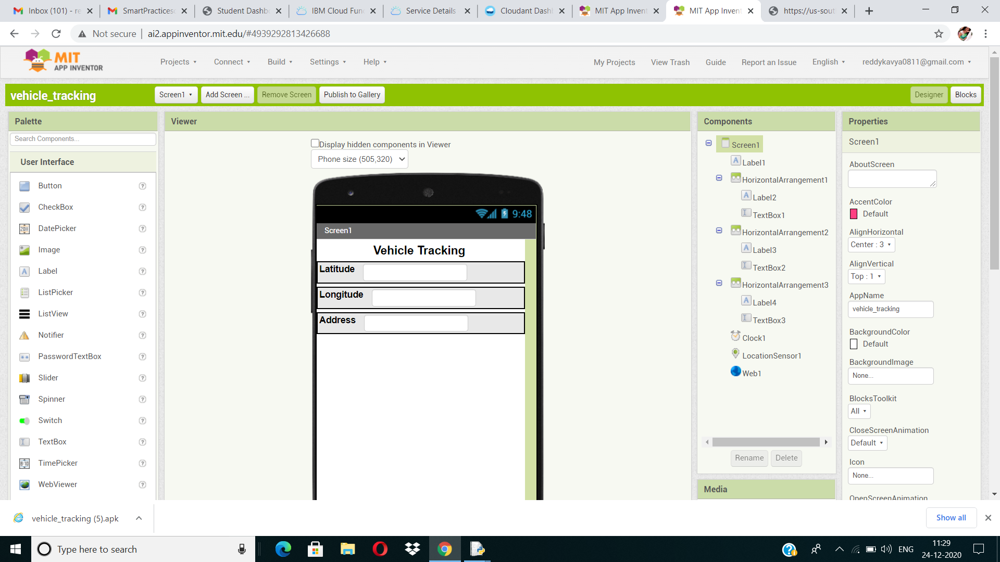 Inbox (101) - re
SmartPractices
Student Dashb
IBM Cloud Fun
Service Details
Cloudant Dash
MIT App Invent
MIT App Invent
https://us-sout
Not secure
ai2.appinventor.mit.edu/#4939292813426688
MIT
APP INVENTOR
Projects
Connect
Build
Settings
Help
My Projects
View Trash
Guide
Report an Issue
English
reddykavya0811@gmail.com
vehicle_tracking
Screen1
Add Screen ...
Remove Screen
Publish to Gallery
Designer
Blocks
Palette
Search Components...
User Interface
Button
CheckBox
DatePicker
Image
Label
ListPicker
ListView
Notifier
PasswordTextBox
Slider
Spinner
Switch
TextBox
TimePicker
WebViewer
Viewer
Display hidden components in Viewer
Phone size (505,320)
9:48
Screen1
Vehicle Tracking
Latitude
Longitude
Address
Components
Screen1
Label1
HorizontalArrangement1
Label2
TextBox1
HorizontalArrangement2
Label3
TextBox2
HorizontalArrangement3
Label4
TextBox3
Clock1
LocationSensor1
Web1
Rename
Delete
Media
Properties
Screen1
AboutScreen
AccentColor
Default
AlignHorizontal
Center : 3
AlignVertical
Top : 1
AppName
vehicle_tracking
BackgroundColor
Default
BackgroundImage
None...
BlocksToolkit
All
CloseScreenAnimation
Default
Icon
None...
OpenScreenAnimation
vehicle_tracking (5).apk
Show all
Type here to search
ENG
11:29
24-12-2020